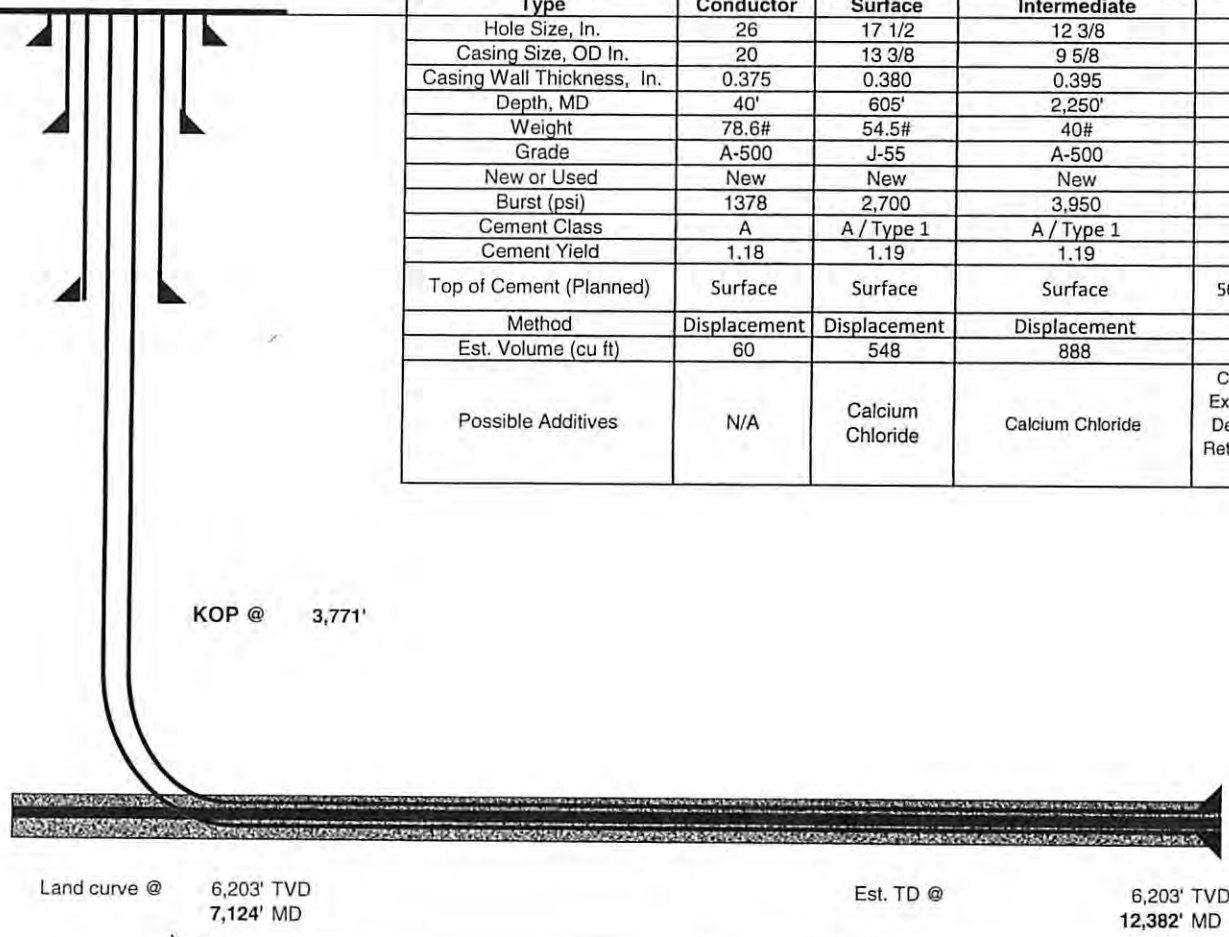 Type Conductor Surface Intermediate
Hole Size, In. 26 17 1/2 12 3/8
Casing Size, OD In. 20 13 3/8 9 5/8
Casing Wall Thickness, In. 0.375 0.380 0.395
Depth, MD 40' 605' 2,250'
Weight 78.6# 54.5# 40#
Grade A-500 J-55 A-500
New or Used New New New
Burst (psi) 1378 2,700 3,950
Cement Class A A / Type 1 A / Type 1
Cement Yield 1.18 1.19 1.19
Top of Cement (Planned) Surface Surface Surface
Method Displacement Displacement Displacement
Est. Volume (cu ft) 60 548 888
Possible Additives N/A Calcium
Chloride Calcium Chloride
KOP @ 3,771'
Land curve @ 6,203' TVD
7,124' MD
Est. TD @ 6,203' TVD
12,382' MD